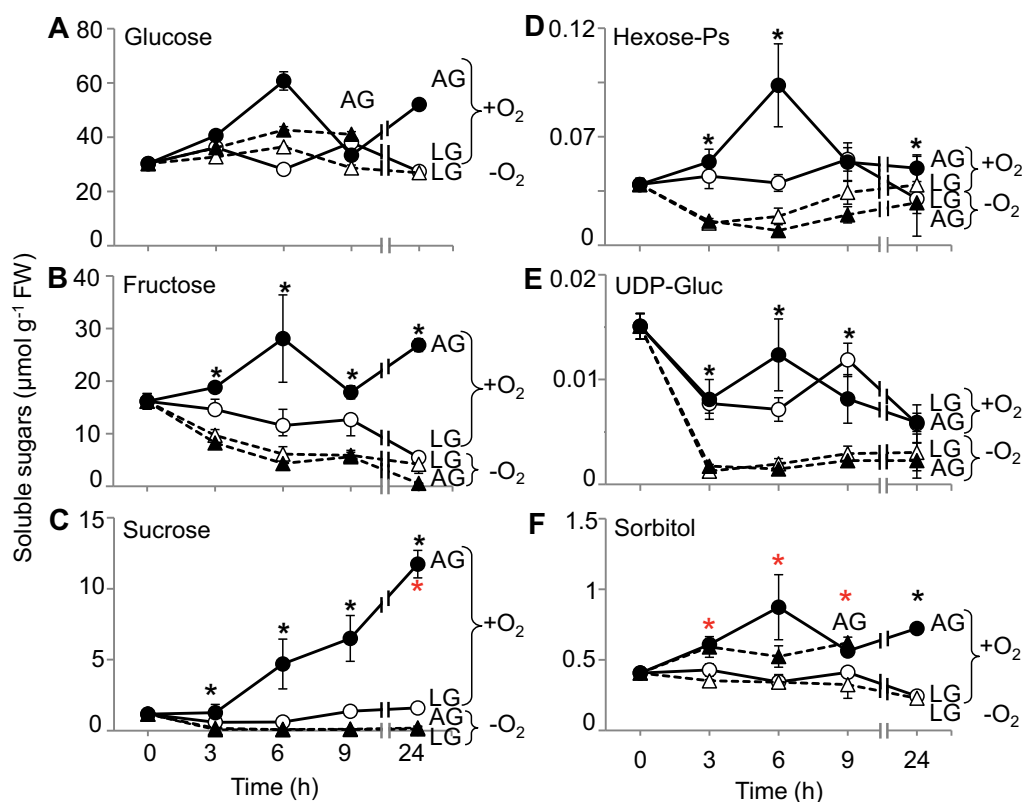 A Glucose
80
60
40
20
0
AG
AG
LG
LG
+O2
-O2
B Fructose
40
30
20
10
0
* * * *
AG
LG
LG
AG
+O2
-O2
C Sucrose
15
10
5
0
* * * *
*
AG
LG
AG
LG
+O2
-O2
0 3 6 9 24
Time (h)
Soluble sugars (µmol g-1 FW)
D Hexose-Ps
0.12
0.07
0
* * *
AG
LG
LG
AG
+O2
-O2
E UDP-Gluc
0.02
0.01
0
* * *
LG
AG
LG
AG
+O2
-O2
F Sorbitol
1.5
1
0.5
0
* * * *
AG
AG
LG
LG
+O2
-O2
0 3 6 9 24
Time (h)